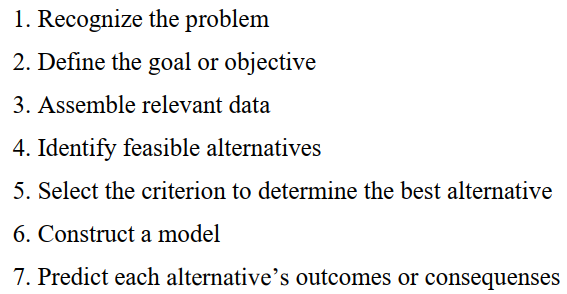 1. Recognize the problem
2. Define the goal or objective
3. Assemble relevant data
4. Identify feasible alternatives
5. Select the criterion to determine the best alternative
6. Construct a model
7. Predict each alternative’s outcomes or consequenses